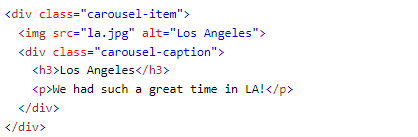 <div class="carousel-item">
  <img src="la.jpg" alt="Los Angeles">
  <div class="carousel-caption">
    <h3>Los Angeles</h3>
    <p>We had such a great time in LA!</p>
  </div>
</div>